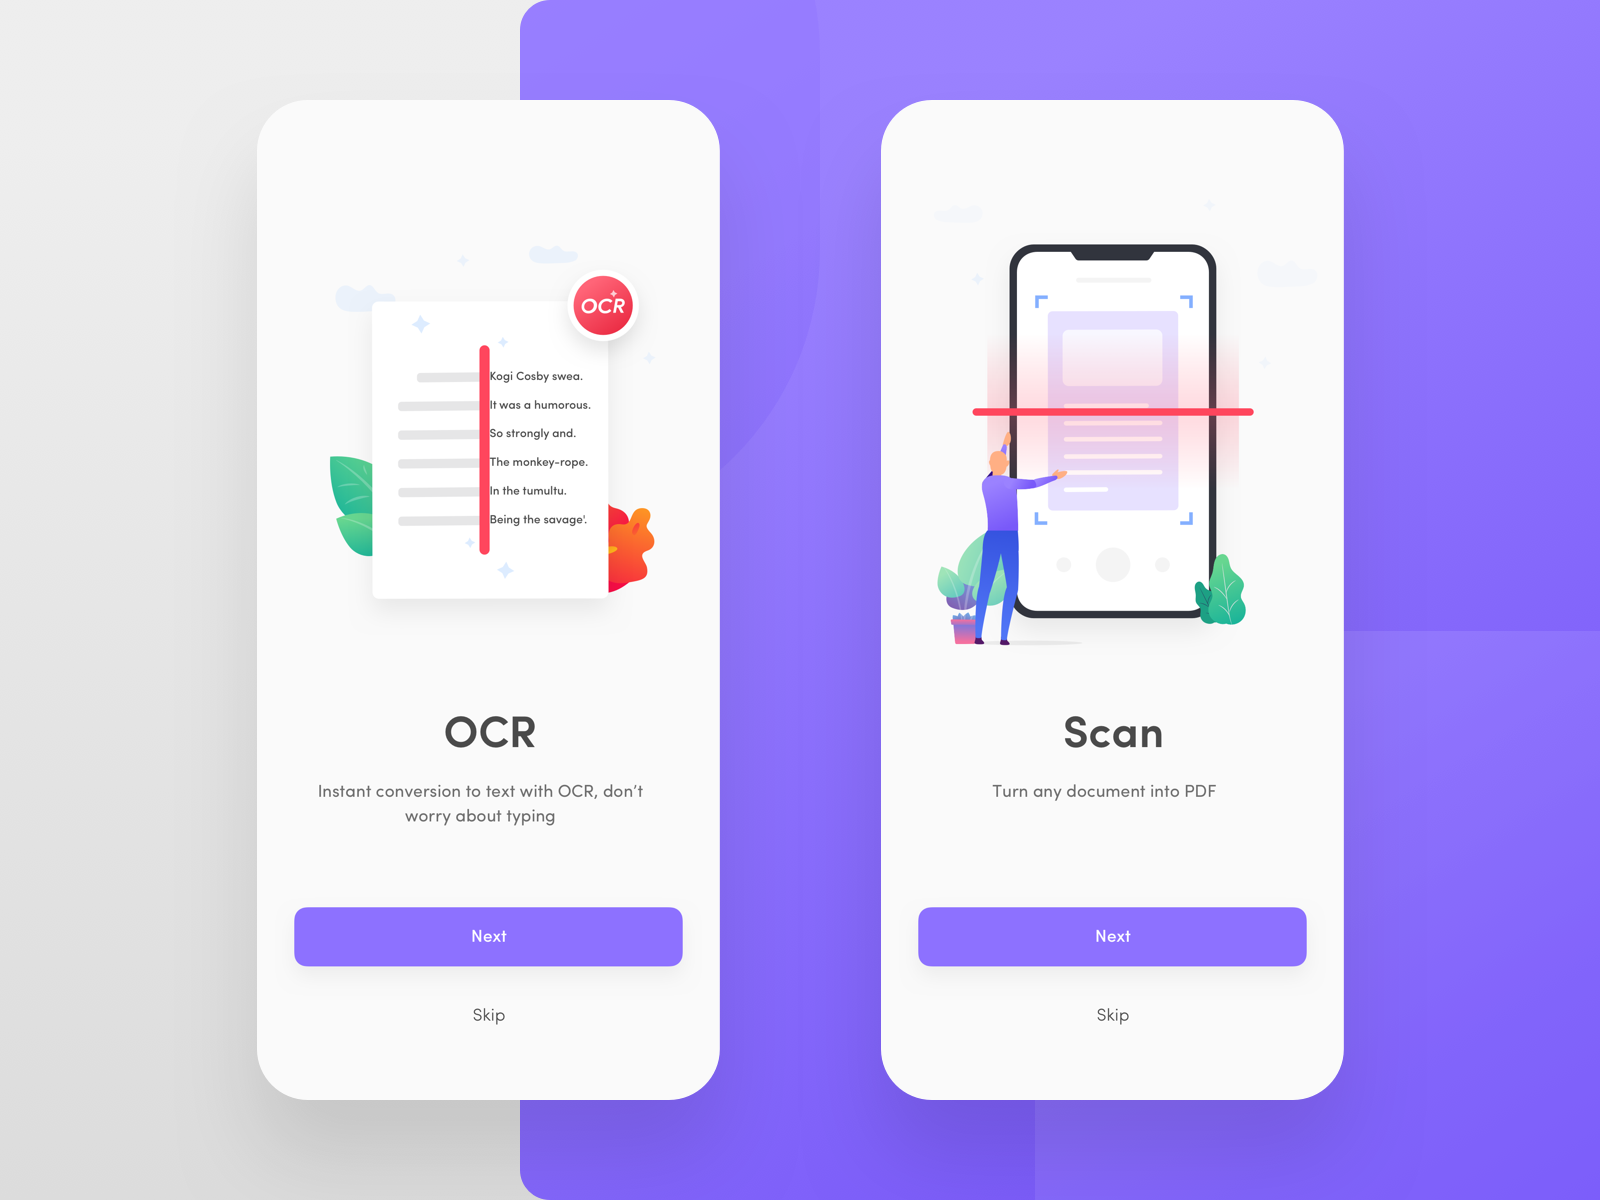 OCR
Kogi Cosby swea.
It was a humorous.
So strongly and.
The monkey-rope.
In the tumultu.
Being the savage'.
OCR
Instant conversion to text with OCR, don’t
worry about typing
Next
Skip
Scan
Turn any document into PDF
Next
Skip